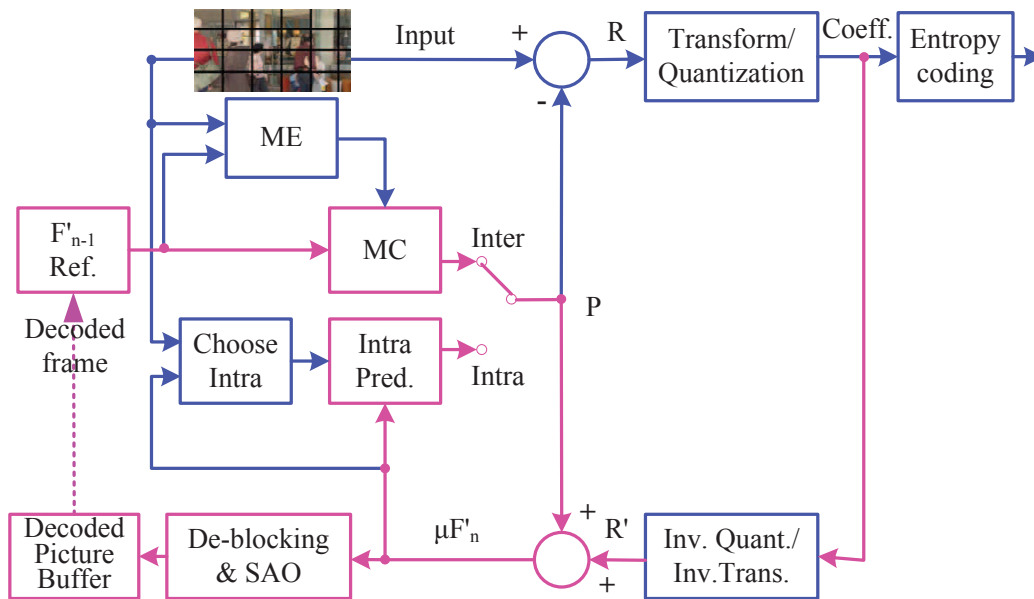 Input
+
-
R
Transform/
Quantization
Coeff.
Entropy
coding
ME
F'n-1
Ref.
MC
Inter
P
Decoded
frame
Choose
Intra
Intra
Pred.
Intra
Decoded
Picture
Buffer
De-blocking
& SAO
μF'n
+
+
R'
Inv. Quant./
Inv.Trans.